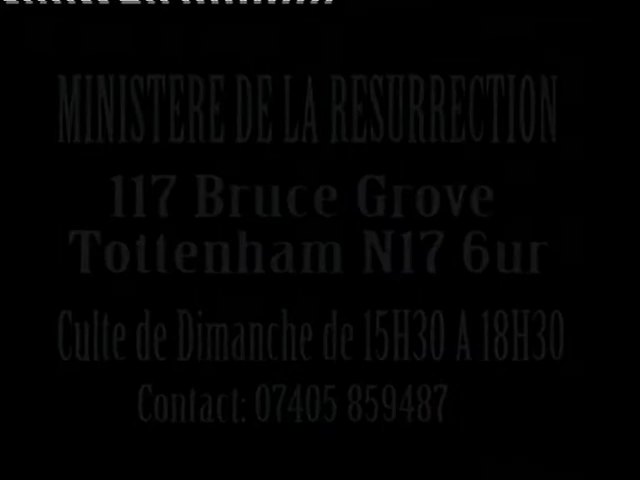 MINISTERE DE LA RESURRECTION
117 Bruce Grove
Tottenham N17 6ur
Culte de Dimanche de 15H30 A 18H30
Contact: 07405 859487